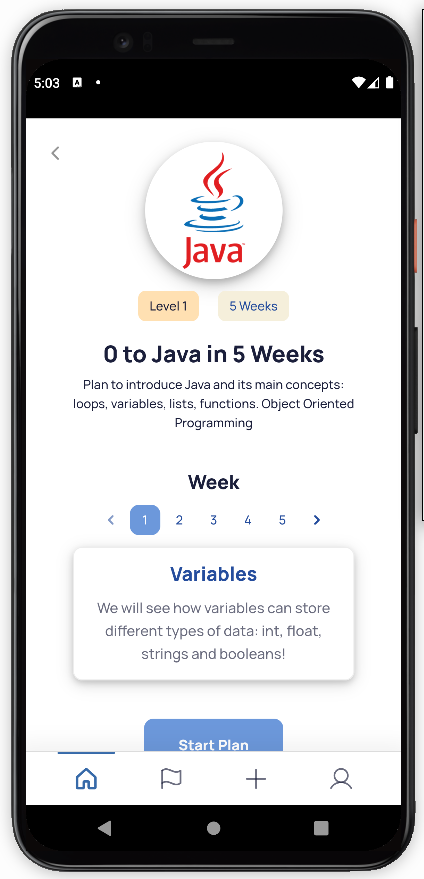 5:03 A
Java
Level 1 5 Weeks
0 to Java in 5 Weeks
Plan to introduce Java and its main concepts:
loops, variables, lists, functions. Object Oriented
Programming
Week
1 2 3 4 5
Variables
We will see how variables can store
different types of data: int, float,
strings and booleans!
Start Plan